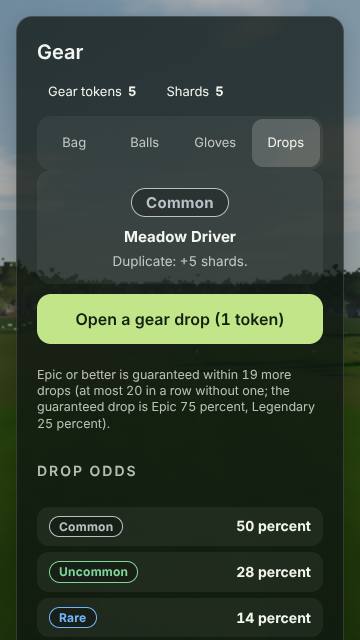 Gear
Gear tokens 5 Shards 5
Bag Balls Gloves Drops
Common
Meadow Driver
Duplicate: +5 shards.
Open a gear drop (1 token)
Epic or better is guaranteed within 19 more
drops (at most 20 in a row without one; the
guaranteed drop is Epic 75 percent, Legendary
25 percent).
DROP ODDS
Common 50 percent
Uncommon 28 percent
Rare 14 percent